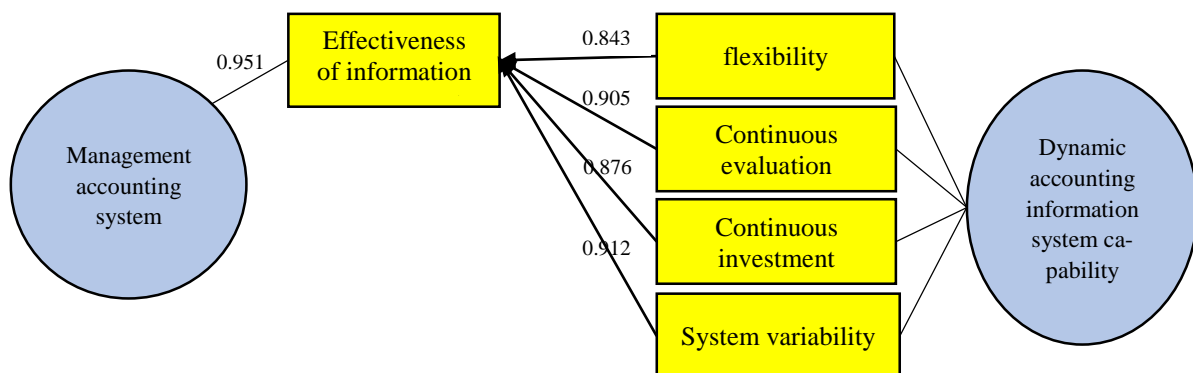 Effectiveness
of information
0.951
Management
accounting
system
0.843
0.905
0.876
0.912
flexibility
Continuous
evaluation
Continuous
investment
System variability
Dynamic
accounting
information
system ca-
pability